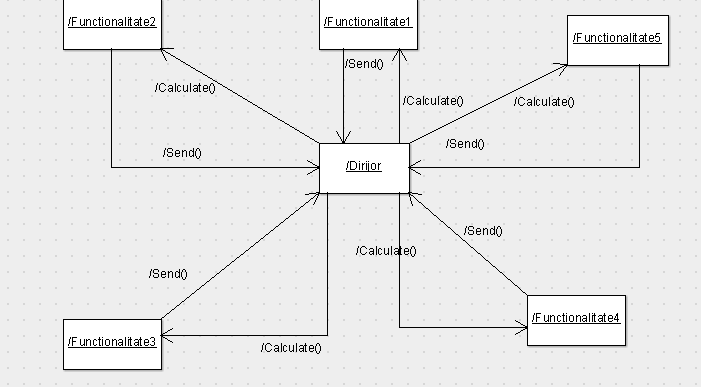 /Functionalitate2
/Functionalitate1
/Functionalitate5
/Send()
/Calculate()
/Calculate()
/Calculate()
/Send()
/Send()
/Dirijor
/Send()
/Calculate()
/Send()
/Functionalitate4
/Functionalitate3
/Calculate()